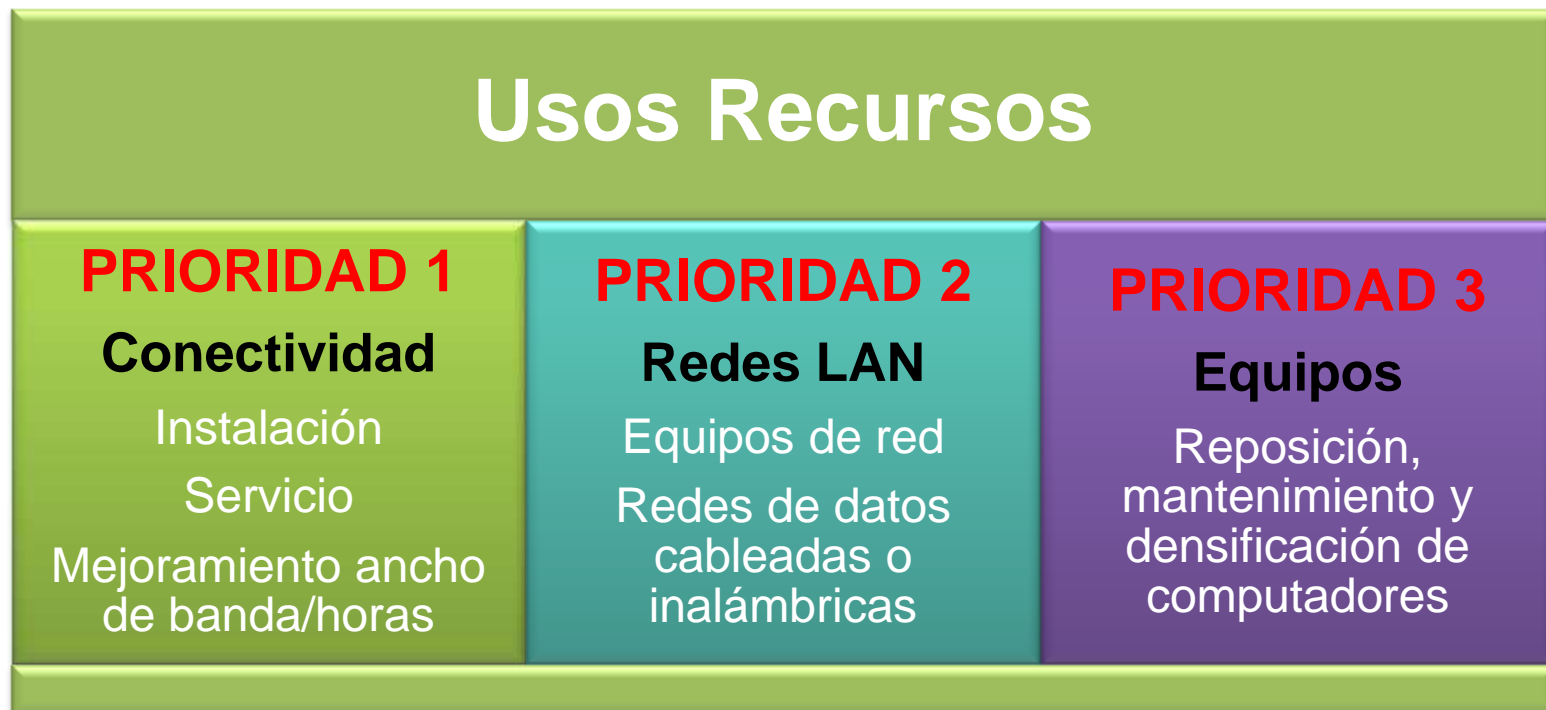 Usos Recursos
PRIORIDAD 1
Conectividad
Instalación
Servicio
Mejoramiento ancho
de banda/horas
PRIORIDAD 2
Redes LAN
Equipos de red
Redes de datos
cableadas o
inalámbricas
PRIORIDAD 3
Equipos
Reposición,
mantenimiento y
densificación de
computadores